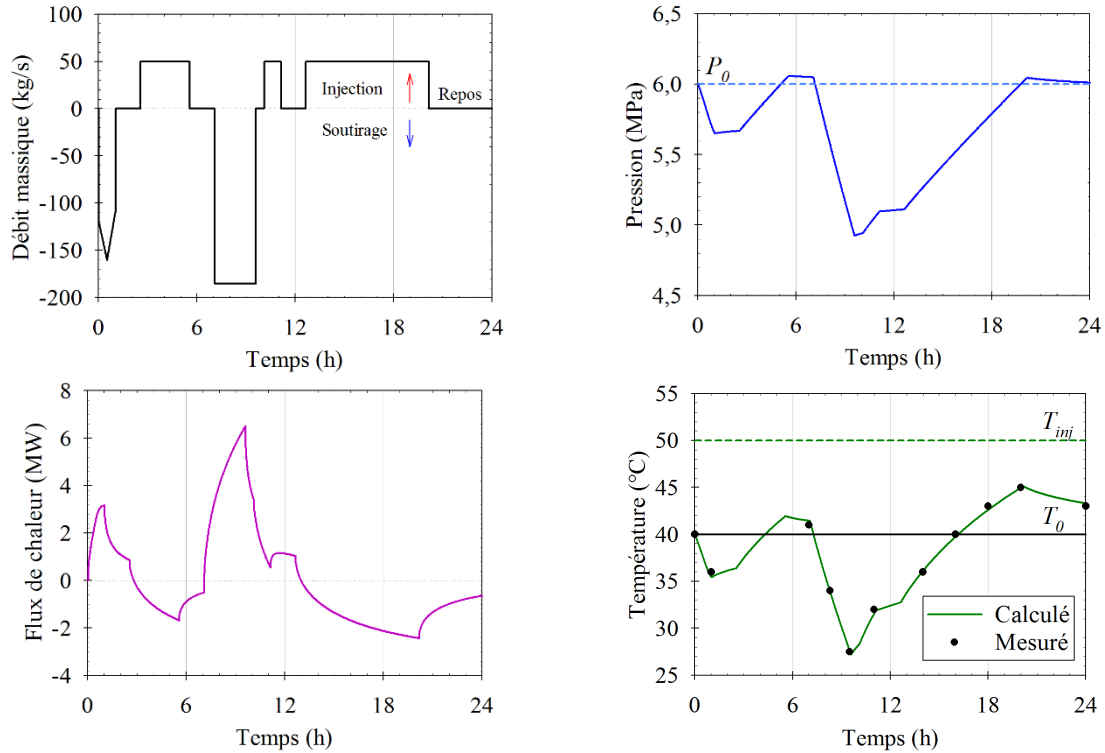 Débit massique (kg/s)
100
50
0
-50
-100
-150
-200
Injection
Soutirage
Repos
0 6 12 18 24
Temps (h)
Pression (MPa)
6,5
6,0
5,5
5,0
4,5
P0
0 6 12 18 24
Temps (h)
Flux de chaleur (MW)
8
6
4
2
0
-2
-4
0 6 12 18 24
Temps (h)
Température (°C)
55
50
45
40
35
30
25
Tinj
T0
Calculé
Mesuré
0 6 12 18 24
Temps (h)